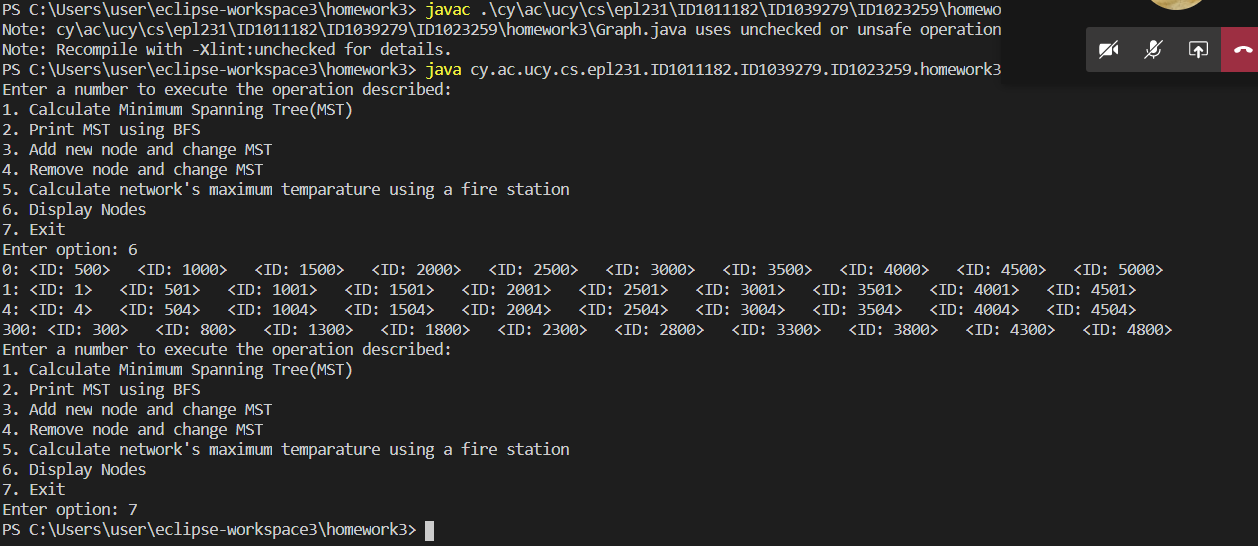 PS C:\Users\user\eclipse-workspace3\homework3> javac .\cy\ac\ucy\cs\epl231\ID1011182\ID1039279\ID1023259\homewo
Note: cy\ac\ucy\cs\epl231\ID1011182\ID1039279\ID1023259\homework3\Graph.java uses unchecked or unsafe operation
Note: Recompile with -Xlint:unchecked for details.
PS C:\Users\user\eclipse-workspace3\homework3> java cy.ac.ucy.cs.epl231.ID1011182.ID1039279.ID1023259.homework3
Enter a number to execute the operation described:
1. Calculate Minimum Spanning Tree(MST)
2. Print MST using BFS
3. Add new node and change MST
4. Remove node and change MST
5. Calculate network's maximum temparature using a fire station
6. Display Nodes
7. Exit
Enter option: 6
0: <ID: 500>   <ID: 1000>   <ID: 1500>   <ID: 2000>   <ID: 2500>   <ID: 3000>   <ID: 3500>   <ID: 4000>   <ID: 4500>   <ID: 5000>
1: <ID: 1>   <ID: 501>   <ID: 1001>   <ID: 1501>   <ID: 2001>   <ID: 2501>   <ID: 3001>   <ID: 3501>   <ID: 4001>   <ID: 4501>
4: <ID: 4>   <ID: 504>   <ID: 1004>   <ID: 1504>   <ID: 2004>   <ID: 2504>   <ID: 3004>   <ID: 3504>   <ID: 4004>   <ID: 4504>
300: <ID: 300>   <ID: 800>   <ID: 1300>   <ID: 1800>   <ID: 2300>   <ID: 2800>   <ID: 3300>   <ID: 3800>   <ID: 4300>   <ID: 4800>
Enter a number to execute the operation described:
1. Calculate Minimum Spanning Tree(MST)
2. Print MST using BFS
3. Add new node and change MST
4. Remove node and change MST
5. Calculate network's maximum temparature using a fire station
6. Display Nodes
7. Exit
Enter option: 7
PS C:\Users\user\eclipse-workspace3\homework3>